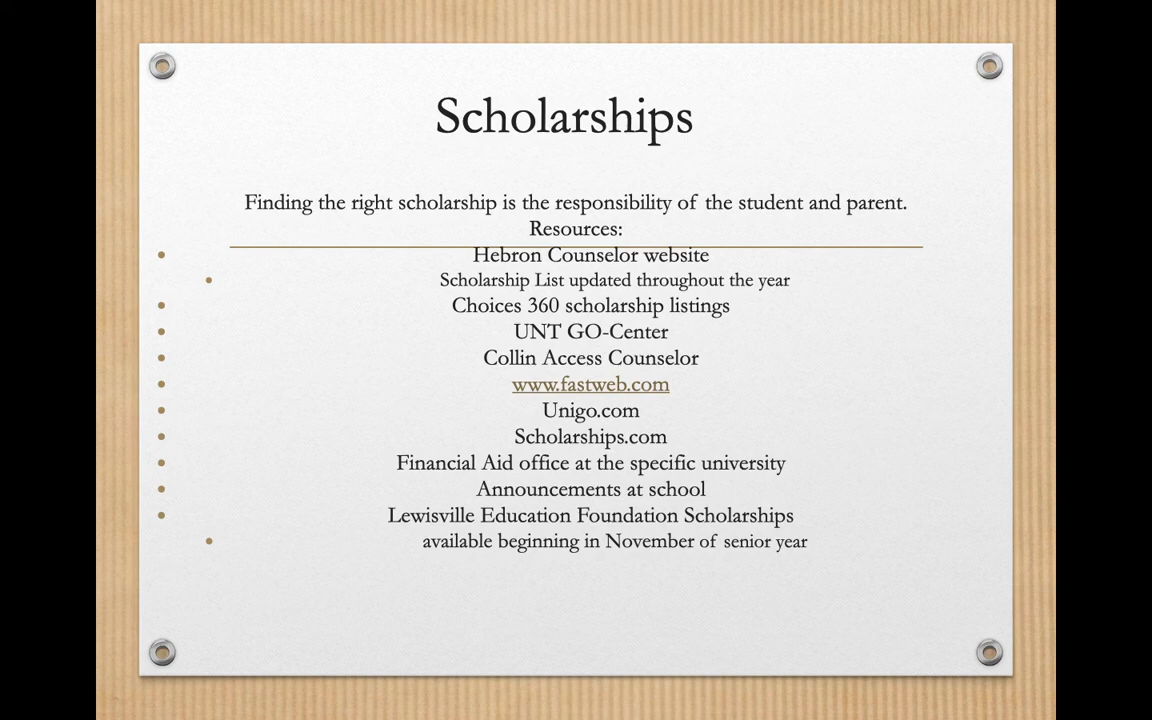 Scholarships
Finding the right scholarship is the responsibility of the student and parent.
Resources:
• Hebron Counselor website
• Scholarship List updated throughout the year
• Choices 360 scholarship listings
• UNT GO-Center
• Collin Access Counselor
• www.fastweb.com
• Unigo.com
• Scholarships.com
• Financial Aid office at the specific university
• Announcements at school
• Lewisville Education Foundation Scholarships
• available beginning in November of senior year